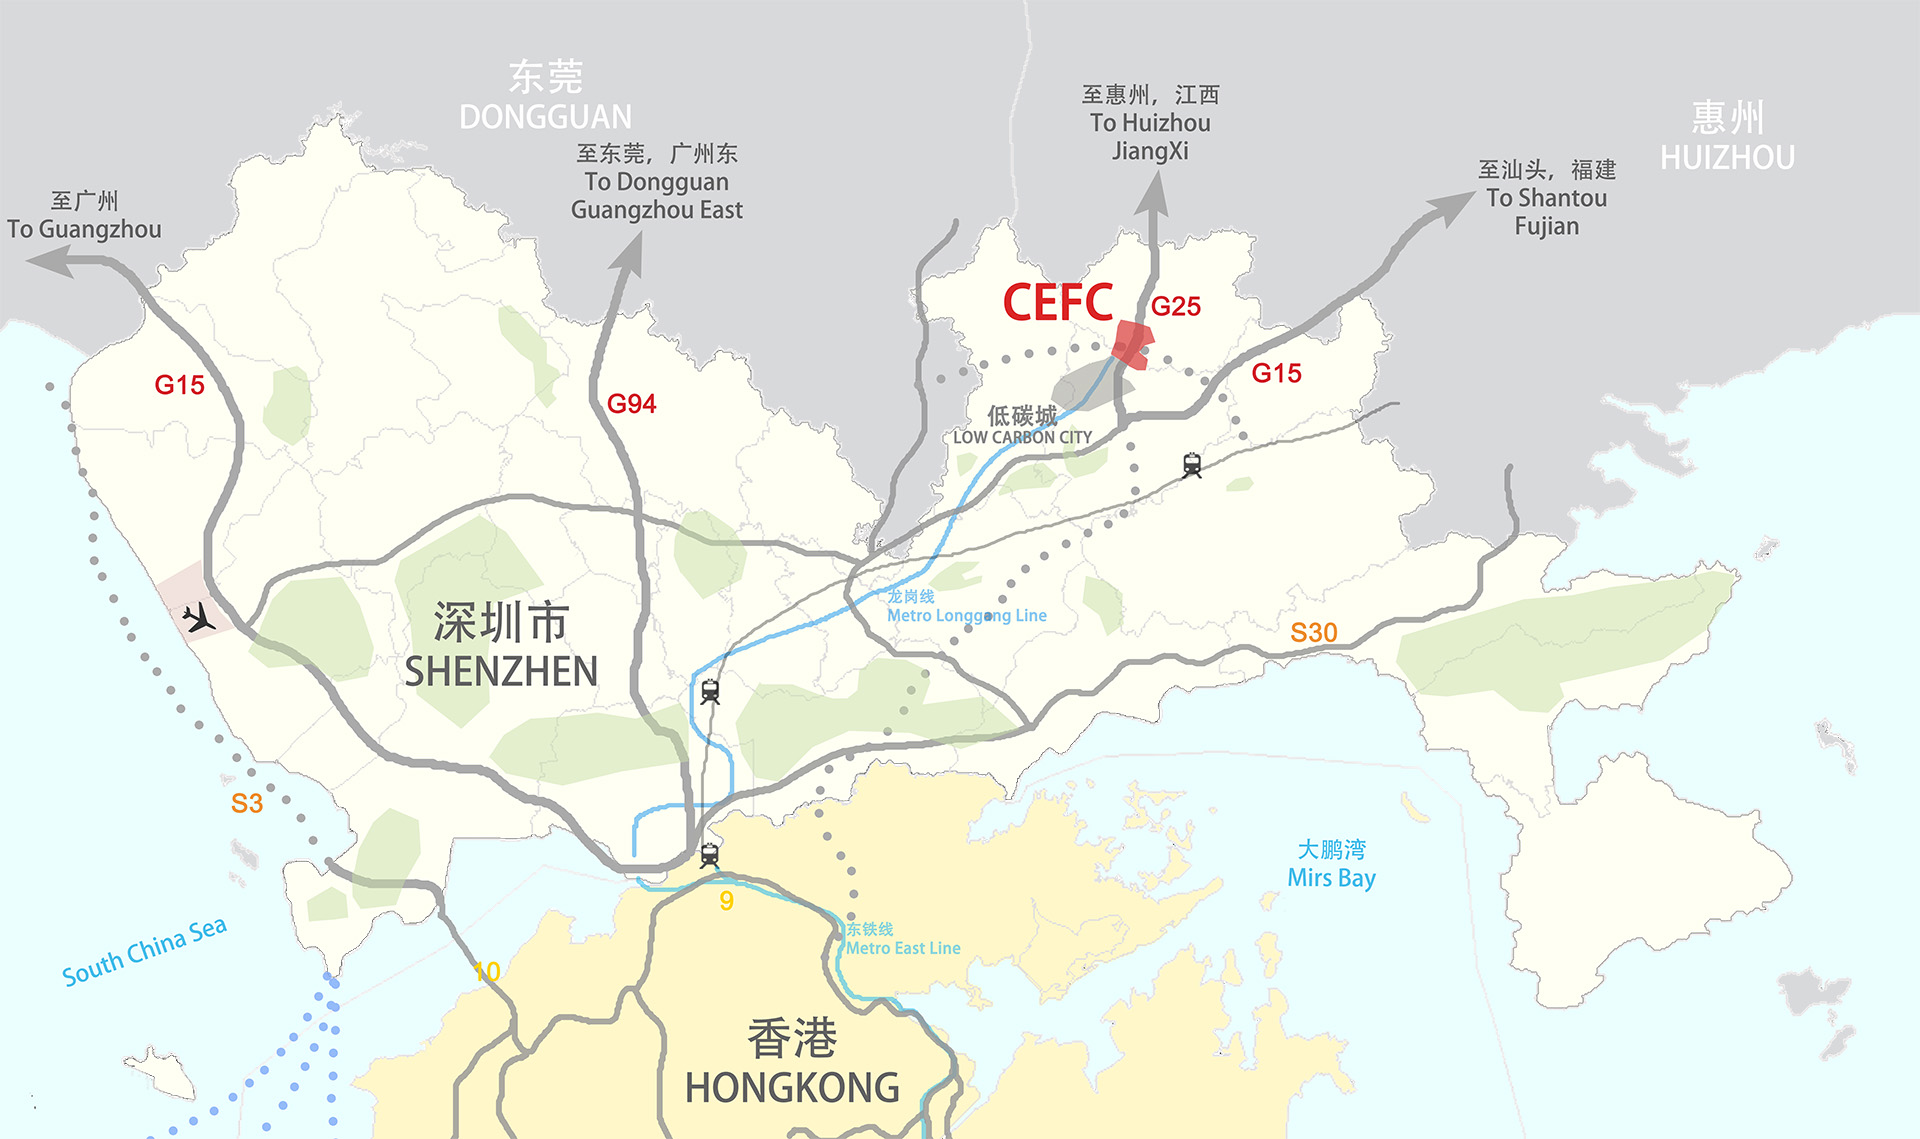 东莞
DONGGUAN
至惠州，江西
To Huizhou
JiangXi
惠州
HUIZHOU
至东莞，广州东
To Dongguan
Guangzhou East
至汕头，福建
To Shantou
Fujian
至广州
To Guangzhou
CEFC
G25
G15
G15
G94
低碳城
LOW CARBON CITY
龙岗线
Metro Longgang Line
深圳市
SHENZHEN
S30
S3
大鹏湾
Mirs Bay
9
东铁线
Metro East Line
South China Sea
10
香港
HONGKONG